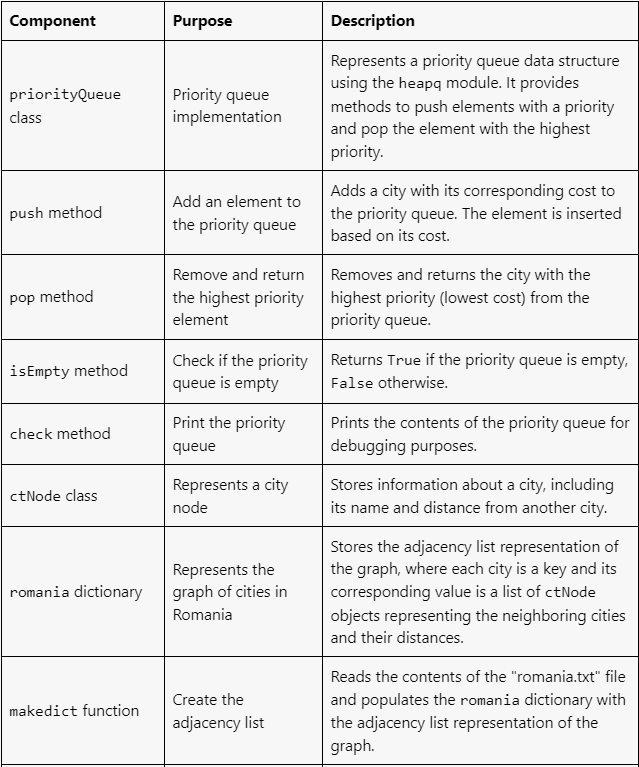 Component Purpose Description
priorityQueue class
Priority queue implementation
Represents a priority queue data structure
using the heapq module. It provides
methods to push elements with a priority
and pop the element with the highest
priority.
push method
Add an element to
the priority queue
Adds a city with its corresponding cost to
the priority queue. The element is inserted
based on its cost.
pop method
Remove and return
the highest priority
element
Removes and returns the city with the
highest priority (lowest cost) from the
priority queue.
isEmpty method
Check if the priority
queue is empty
Returns True if the priority queue is empty,
False otherwise.
check method
Print the priority
queue
Prints the contents of the priority queue for
debugging purposes.
ctNode class
Represents a city
node
Stores information about a city, including
its name and distance from another city.
romania dictionary
Represents the
graph of cities in
Romania
Stores the adjacency list representation of
the graph, where each city is a key and its
corresponding value is a list of ctNode
objects representing the neighboring cities
and their distances.
makedict function
Create the
adjacency list
Reads the contents of the "romania.txt" file
and populates the romania dictionary with
the adjacency list representation of the
graph.